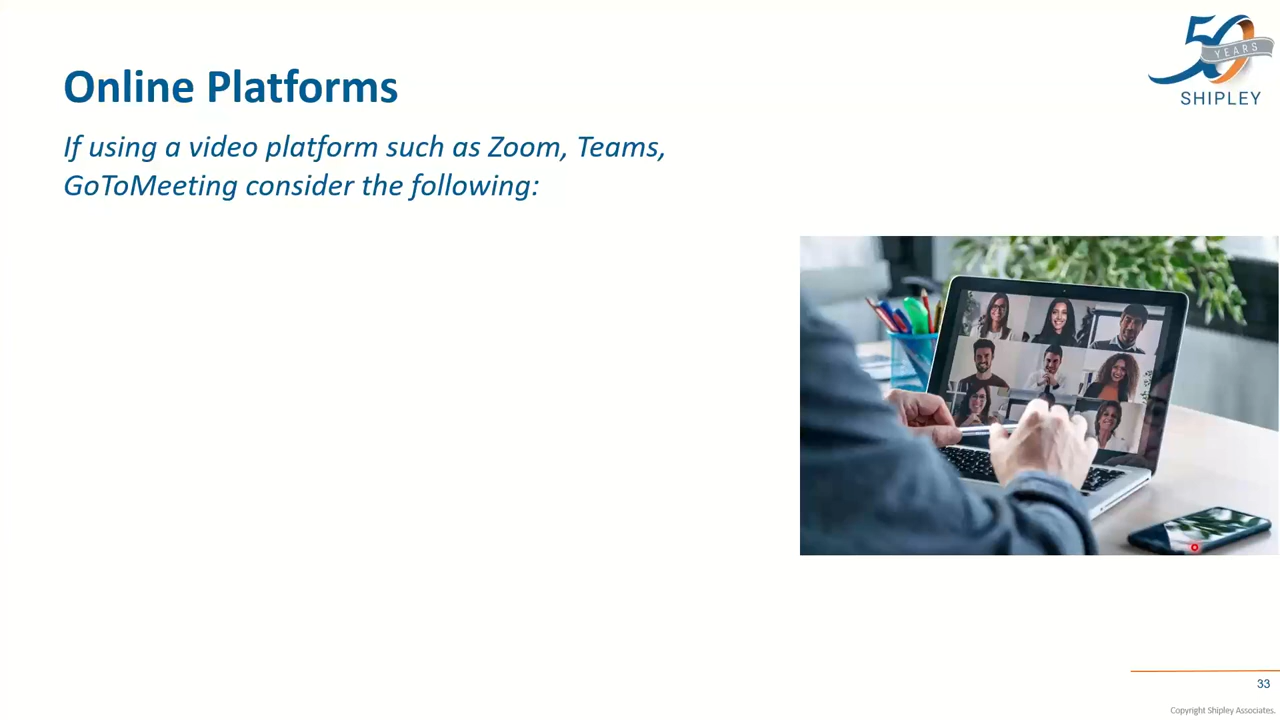 Online Platforms
If using a video platform such as Zoom, Teams,
GoToMeeting consider the following:
50
YEARS
SHIPLEY
33
Copyright Shipley Associates.